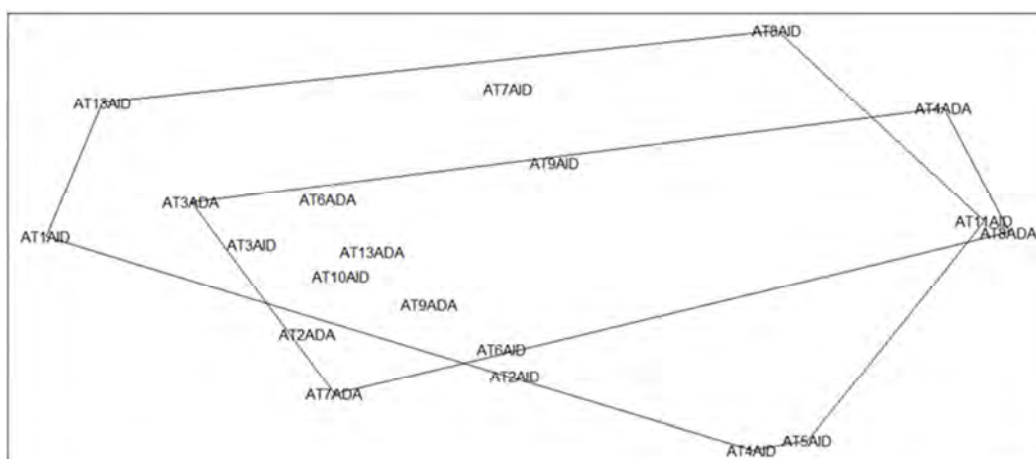 AT8AID
AT7AID
AT13AID
AT4ADA
AT9AID
AT6ADA
AT3ADA
AT11AID
AT8ADA
AT1AID
AT3AID
AT13ADA
AT10AID
AT9ADA
AT2ADA
AT6AID
AT2AID
AT7ADA
AT5AID
AT4AID